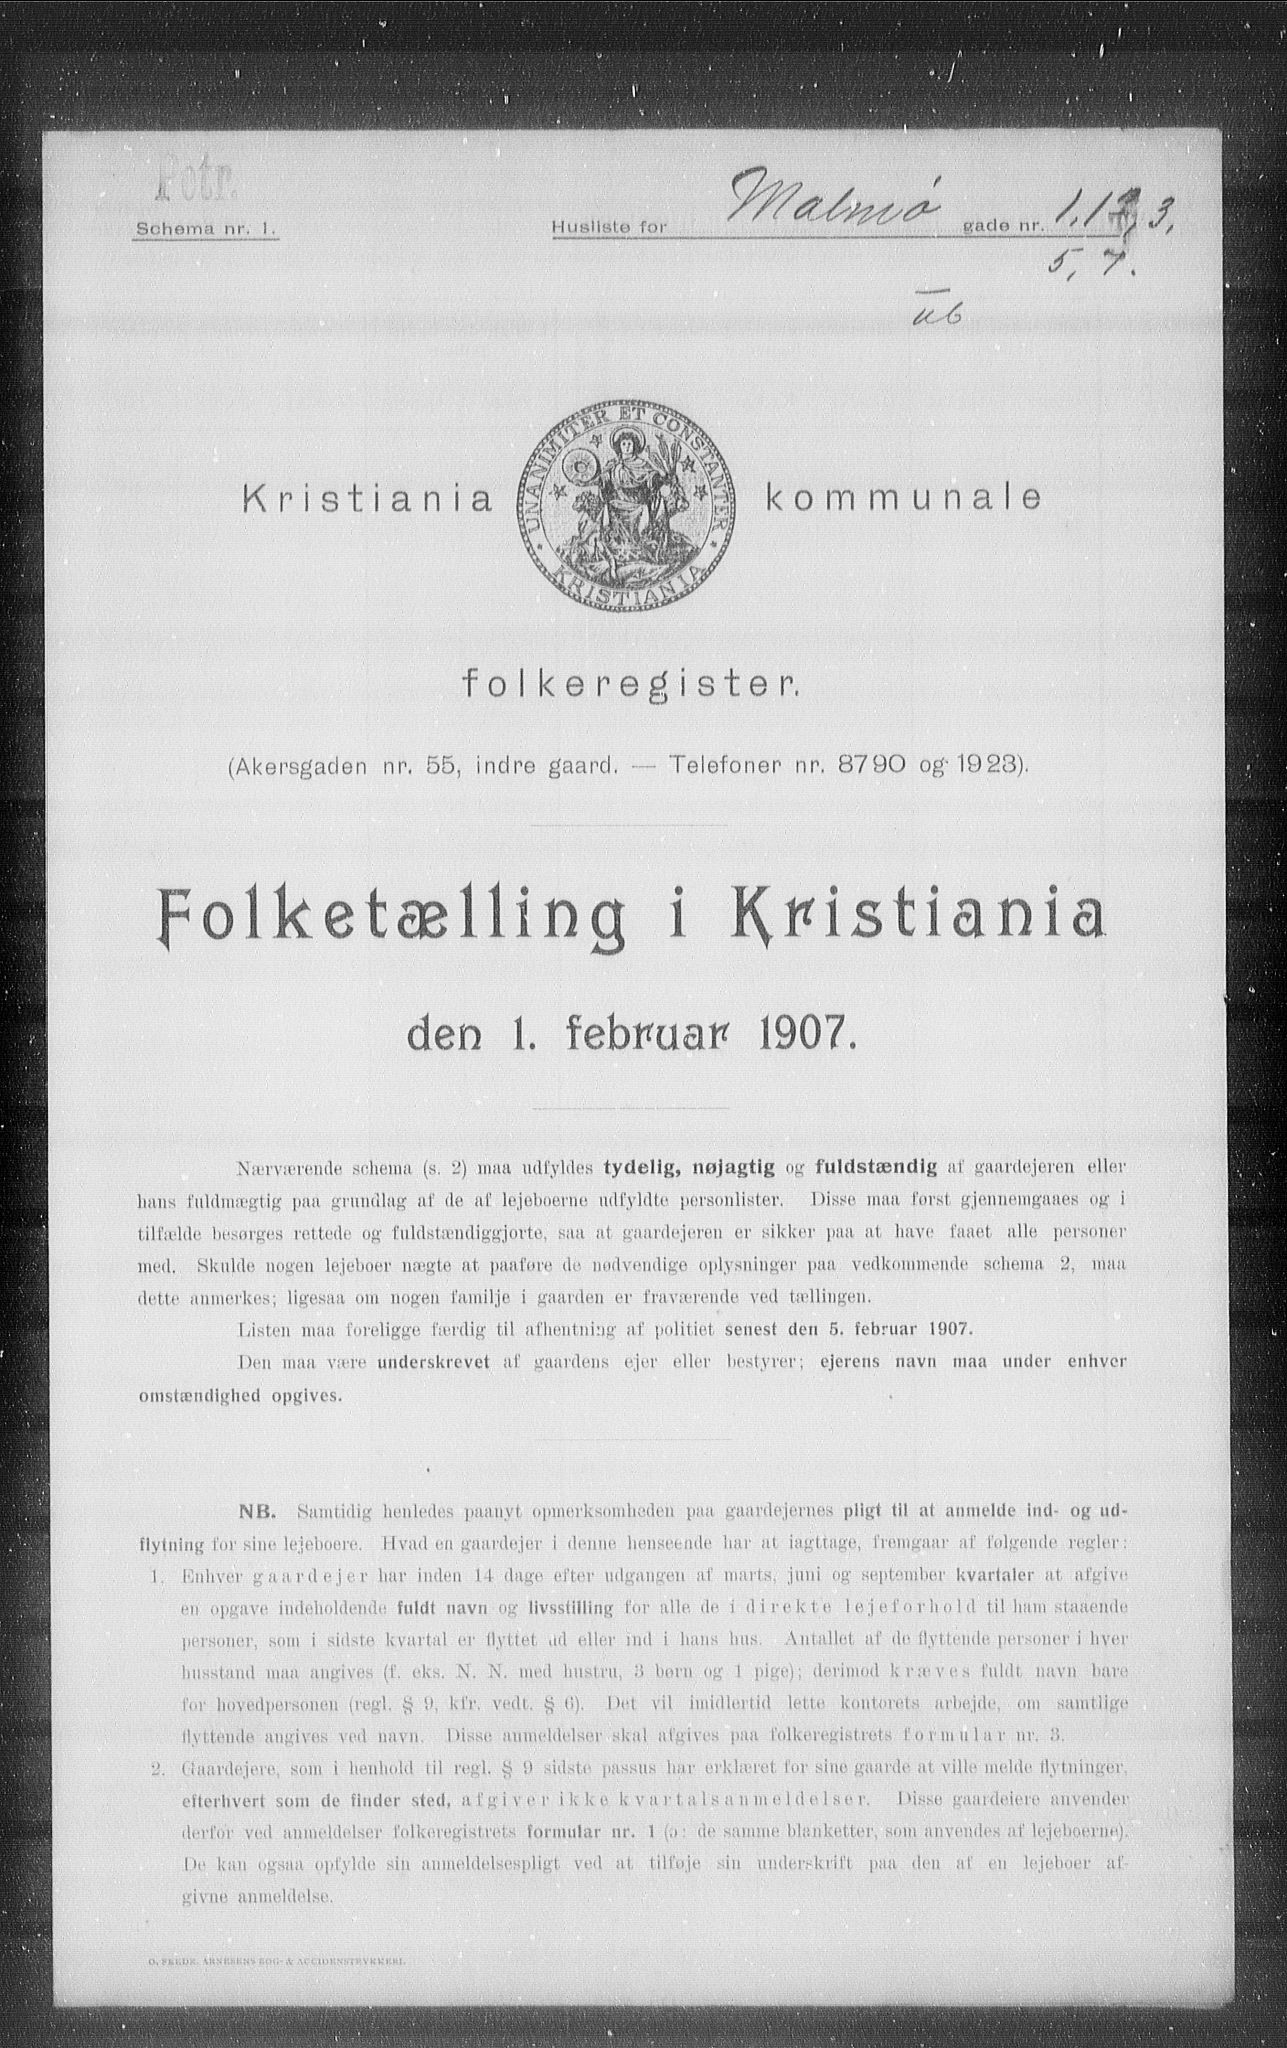 Petr.
Schema nr. 1.
Husliste for Malmø gade nr. 1, 3,
5, 7.
ub
UNANIMITER ET CONSTANTER
KRISTIANIA
Kristiania kommunale
folkeregister.
(Akersgaden nr. 55, indre gaard. — Telefoner nr. 8790 og 1923).
Folketælling i Kristiania
den 1. februar 1907.
Nærværende schema (s. 2) maa udfyldes tydelig, nøjagtig og fuldstændig af gaardejeren eller
hans fuldmægtig paa grundlag af de af lejeboerne udfyldte personlister. Disse maa først gjennemgaaes og i
tilfælde besørges rettede og fuldstændiggjorte, saa at gaardejeren er sikker paa at have faaet alle personer
med. Skulde nogen lejeboer nægte at paaføre de nødvendige oplysninger paa vedkommende schema 2, maa
dette anmerkes; ligesaa om nogen familje i gaarden er fraværende ved tællingen.
Listen maa foreligge færdig til afhentning af politiet senest den 5. februar 1907.
Den maa være underskrevet af gaardens ejer eller bestyrer; ejerens navn maa under enhver
omstændighed opgives.
NB. Samtidig henledes paanyt opmerksomheden paa gaardejernes pligt til at anmelde ind- og ud-
flytning for sine lejeboere. Hvad en gaardejer i denne henseende har at iagttage, fremgaar af følgende regler:
1. Enhver gaardejer har inden 14 dage efter udgangen af marts, juni og september kvartaler at afgive
en opgave indeholdende fuldt navn og livsstilling for alle de i direkte lejeforhold til ham staaende
personer, som i sidste kvartal er flyttet ud eller ind i hans hus. Antallet af de flyttende personer i hver
husstand maa angives (f. eks. N. N. med hustru, 3 børn og 1 pige); derimod kræves fuldt navn bare
for hovedpersonen (regl. § 9, kfr. vedt. § 6). Det vil imidlertid lette kontorets arbejde, om samtlige
flyttende angives ved navn. Disse anmeldelser skal afgives paa folkeregistrets formular nr. 3.
2. Gaardejere, som i henhold til regl. § 9 sidste passus har erklæret for sine gaarde at ville melde flytninger,
efterhvert som de finder sted, afgiver ikke kvartalsanmeldelser. Disse gaardeiere anvender
derfor ved anmeldelser folkeregistrets formular nr. 1 (ɔ: de samme blanketter, som anvendes af lejeboerne).
De kan ogsaa opfylde sin anmeldelsespligt ved at tilføje sin underskrift paa den af en lejeboer af-
givne anmeldelse.
O. FREDR. ARNESENS BOG- & ACCIDENSTRYKKERI.